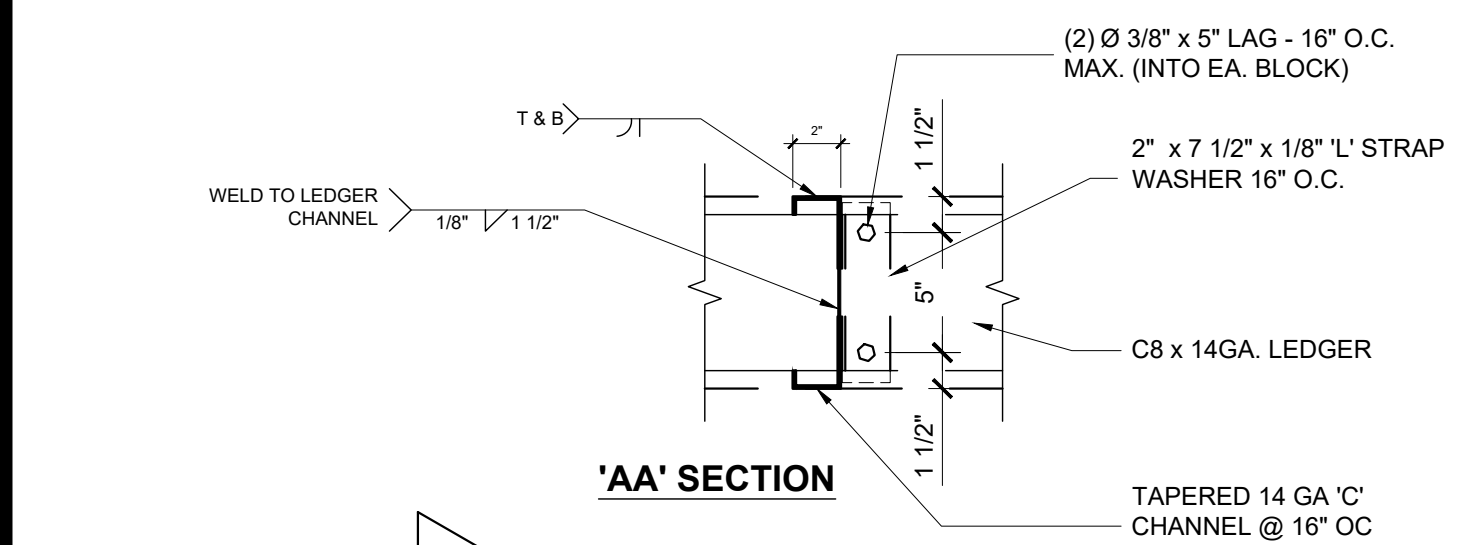 (2) Ø 3/8" x 5" LAG - 16" O.C.
MAX. (INTO EA. BLOCK)
T & B
2"
1 1/2"
2" x 7 1/2" x 1/8" 'L' STRAP
WASHER 16" O.C.
WELD TO LEDGER
CHANNEL
1/8"
1 1/2"
5"
C8 x 14GA. LEDGER
1 1/2"
'AA' SECTION
TAPERED 14 GA 'C'
CHANNEL @ 16" OC